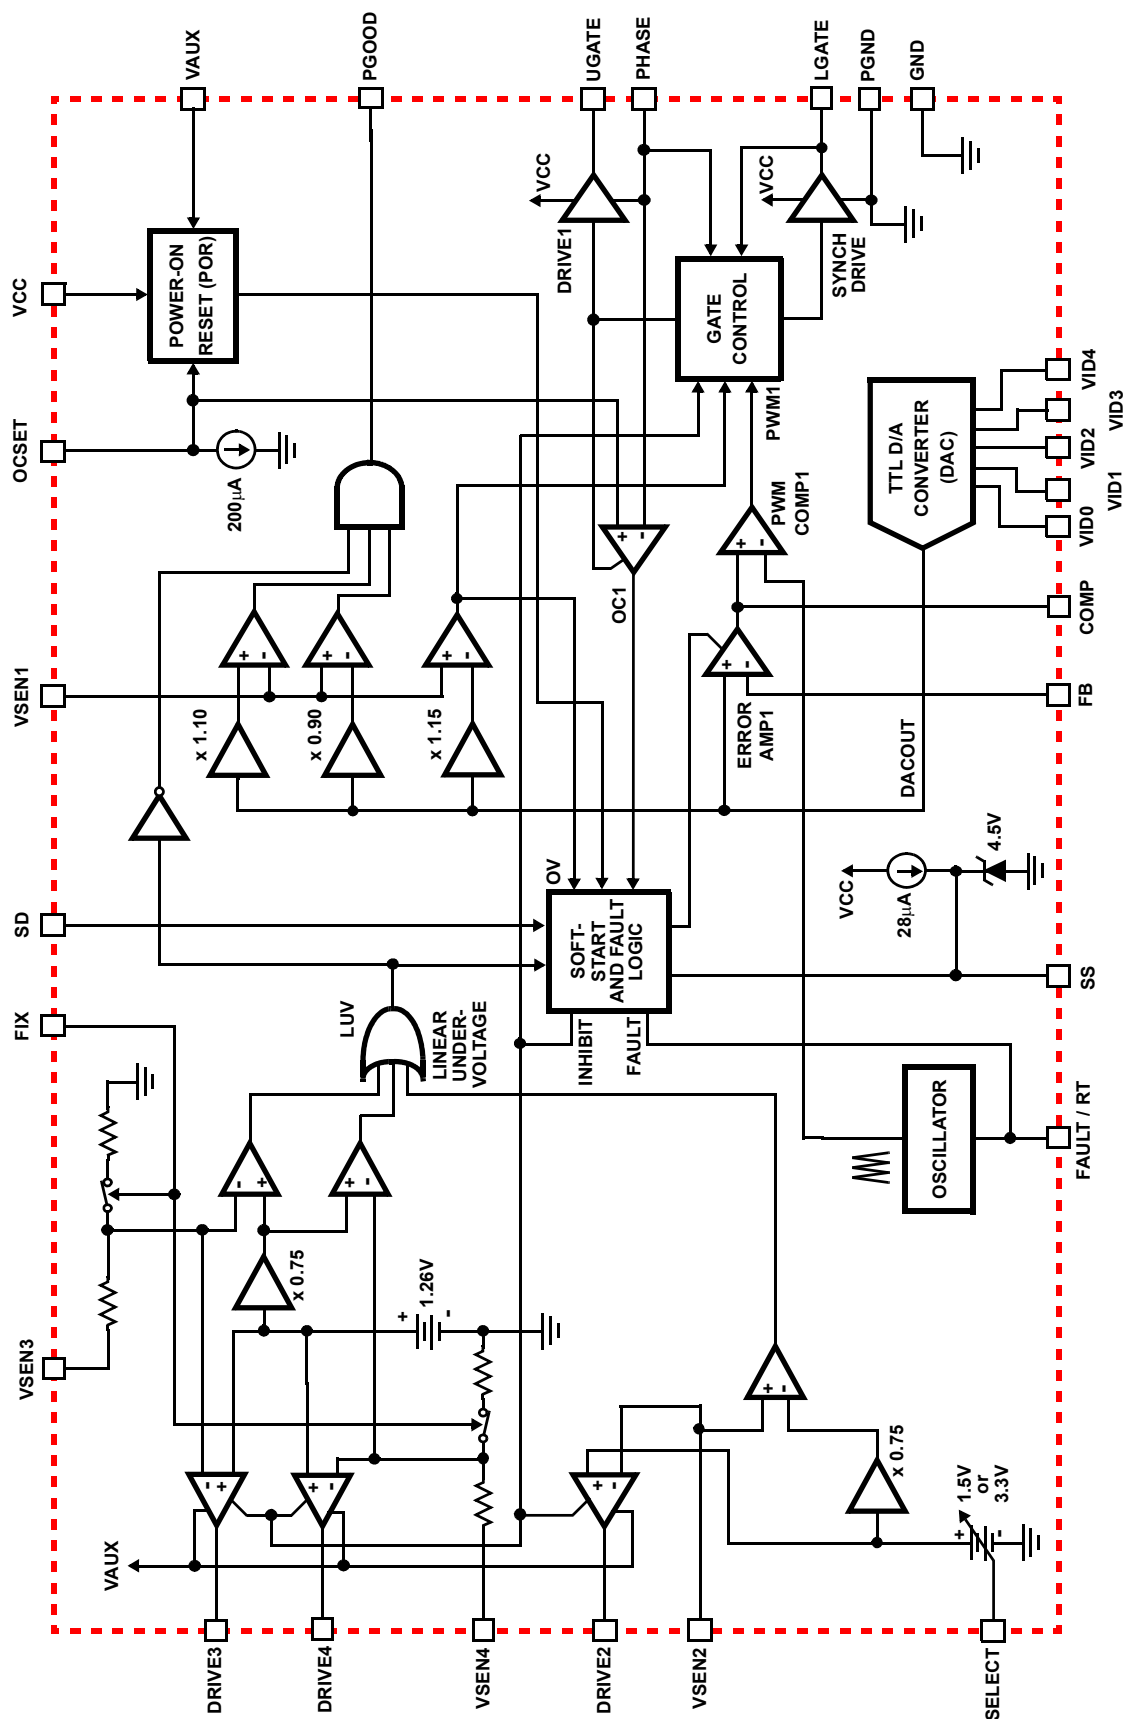 VSEN3
FIX
SD
VSEN1
OCSET
VCC
VAUX
PGOOD
UGATE
PHASE
LGATE
PGND
GND
POWER-ON
RESET (POR)
200μA
x 1.10
x 0.90
x 1.15
+
-
+
-
+
-
LUV
LINEAR
UNDER-
VOLTAGE
-
+
+
-
x 0.75
+
1.26V
-
-
+
+
-
VAUX
+
-
+
-
x 0.75
1.5V
or
3.3V
+
-
INHIBIT
FAULT
SOFT-
START
AND FAULT
LOGIC
OV
OC1
+
-
DRIVE1
VCC
GATE
CONTROL
VCC
SYNCH
DRIVE
PWM1
PWM
COMP1
+
-
ERROR
AMP1
+
-
TTL D/A
CONVERTER
(DAC)
DACOUT
VCC
28μA
4.5V
OSCILLATOR
DRIVE3
DRIVE4
VSEN4
DRIVE2
VSEN2
SELECT
FAULT / RT
SS
FB
COMP
VID0
VID1
VID2
VID3
VID4